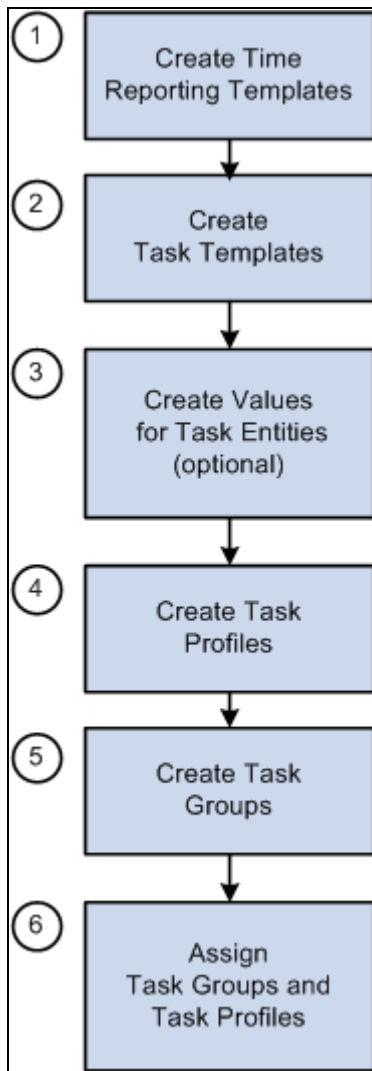 1
Create Time
Reporting Templates
2
Create
Task Templates
3
Create Values
for Task Entities
(optional)
4
Create Task
Profiles
5
Create Task
Groups
6
Assign
Task Groups and
Task Profiles